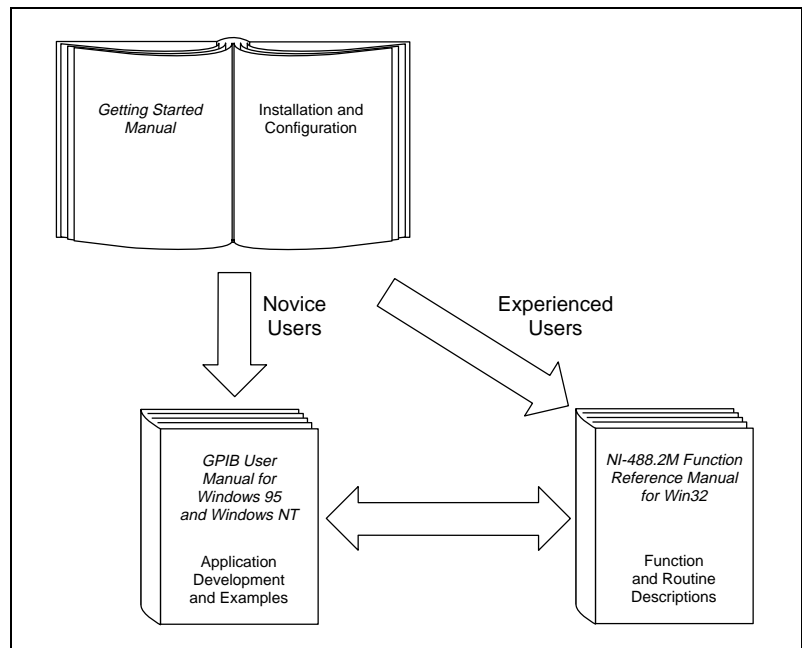 Getting Started
Manual
Installation and
Configuration
Novice
Users
Experienced
Users
GPIB User
Manual for
Windows 95
and Windows NT
Application
Development
and Examples
NI-488.2M Function
Reference Manual
for Win32
Function
and Routine
Descriptions